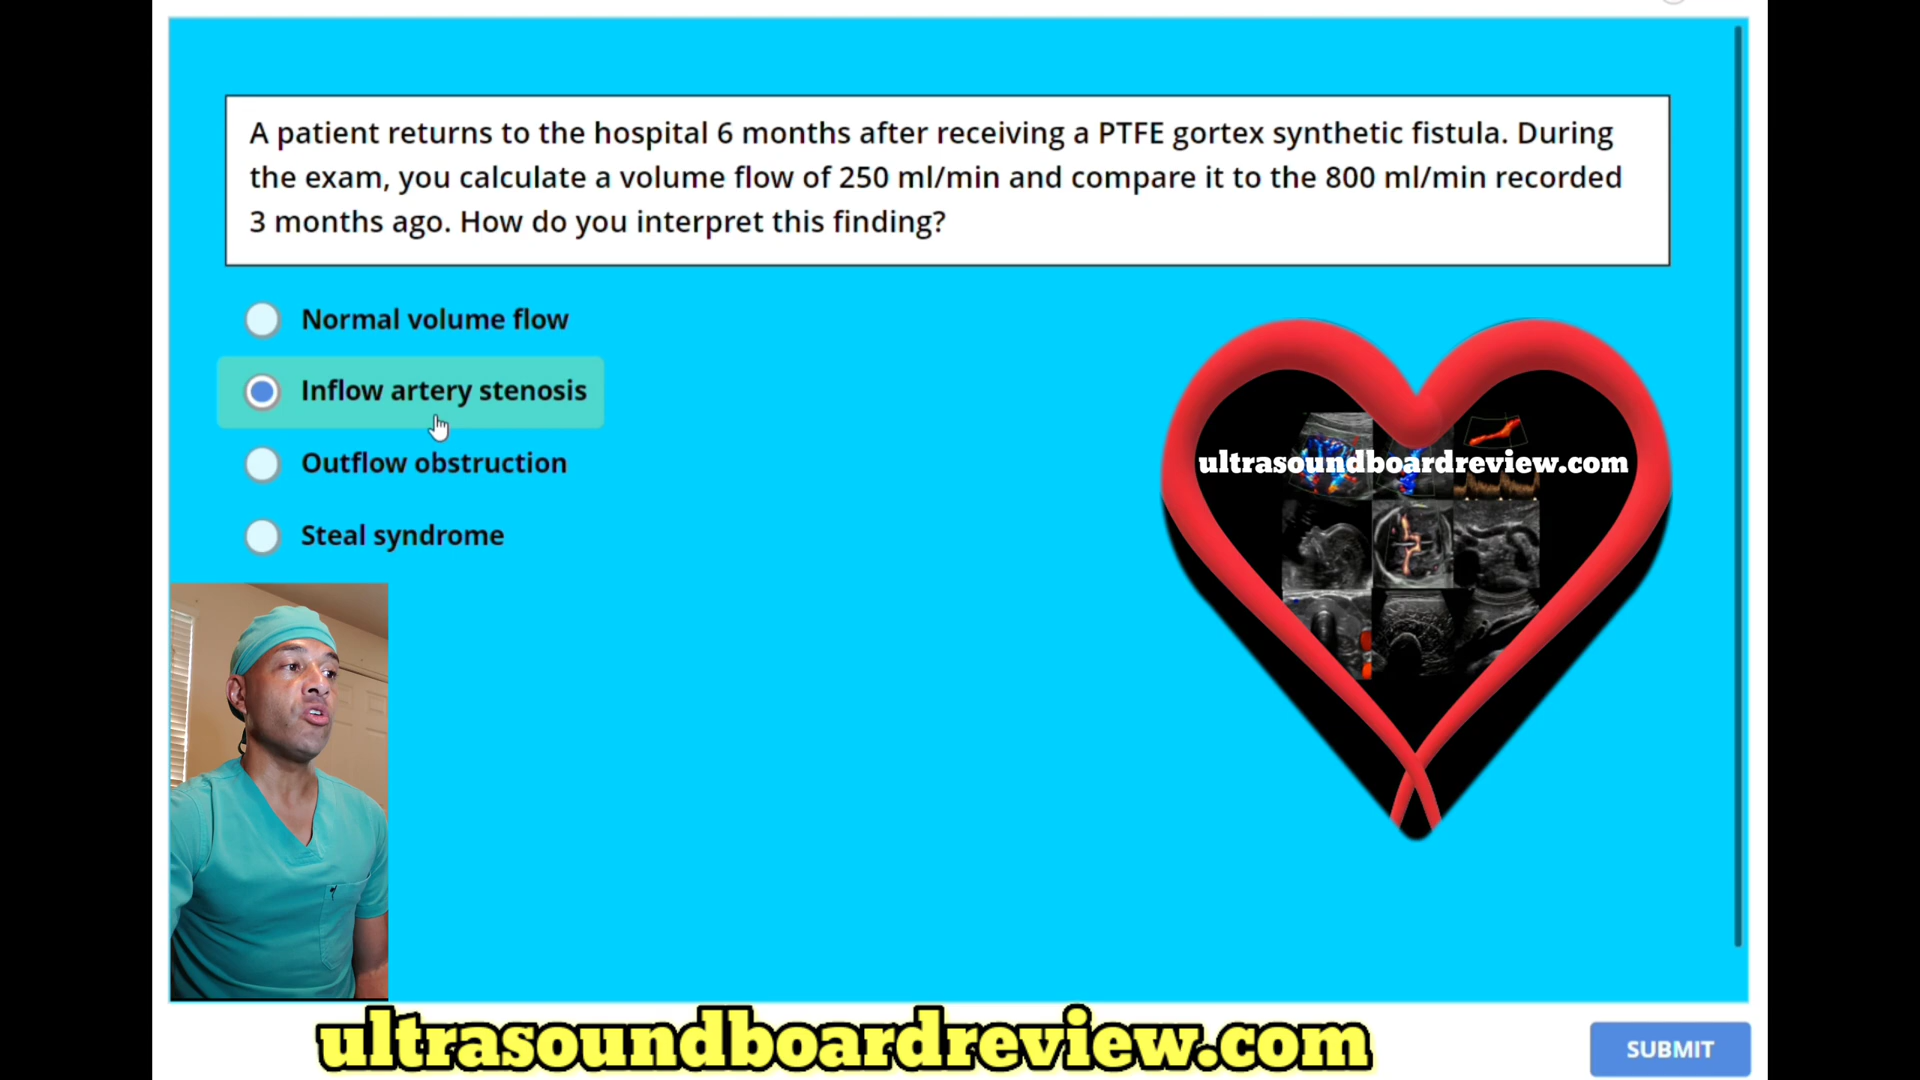 A patient returns to the hospital 6 months after receiving a PTFE gortex synthetic fistula. During
the exam, you calculate a volume flow of 250 ml/min and compare it to the 800 ml/min recorded
3 months ago. How do you interpret this finding?
Normal volume flow
Inflow artery stenosis
Outflow obstruction
Steal syndrome
ultrasoundboardreview.com
ultrasoundboardreview.com
SUBMIT